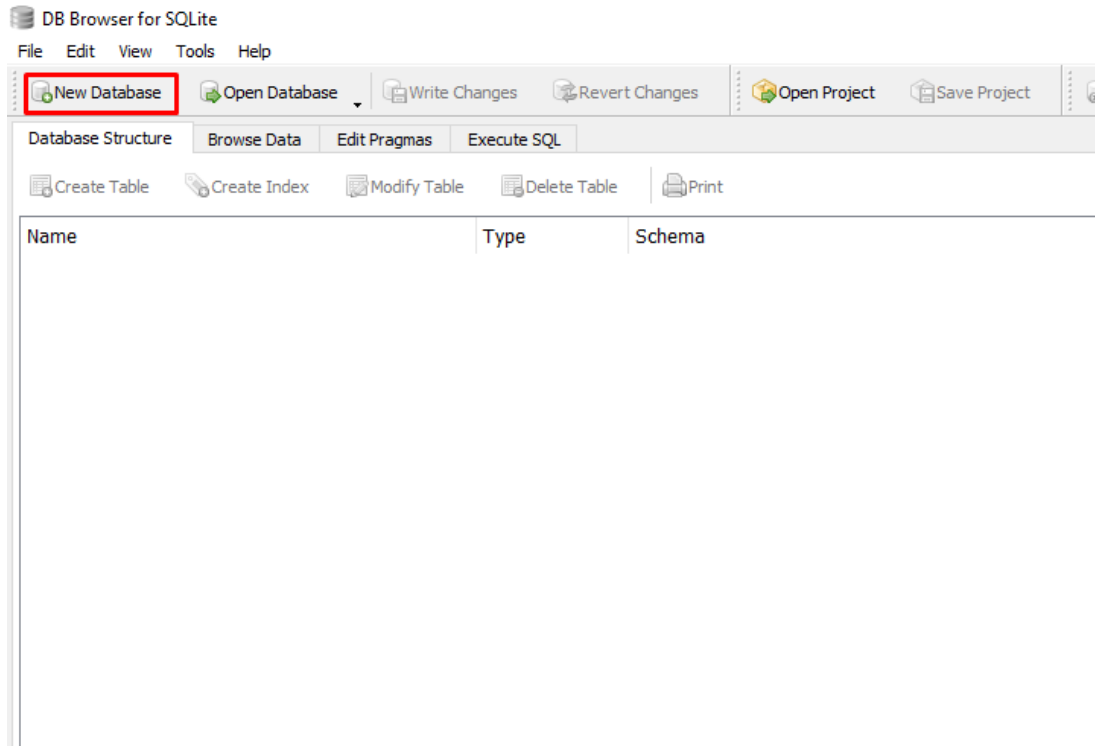 DB Browser for SQLite
File Edit View Tools Help
New Database Open Database Write Changes Revert Changes Open Project Save Project
Database Structure Browse Data Edit Pragmas Execute SQL
Create Table Create Index Modify Table Delete Table Print
Name Type Schema